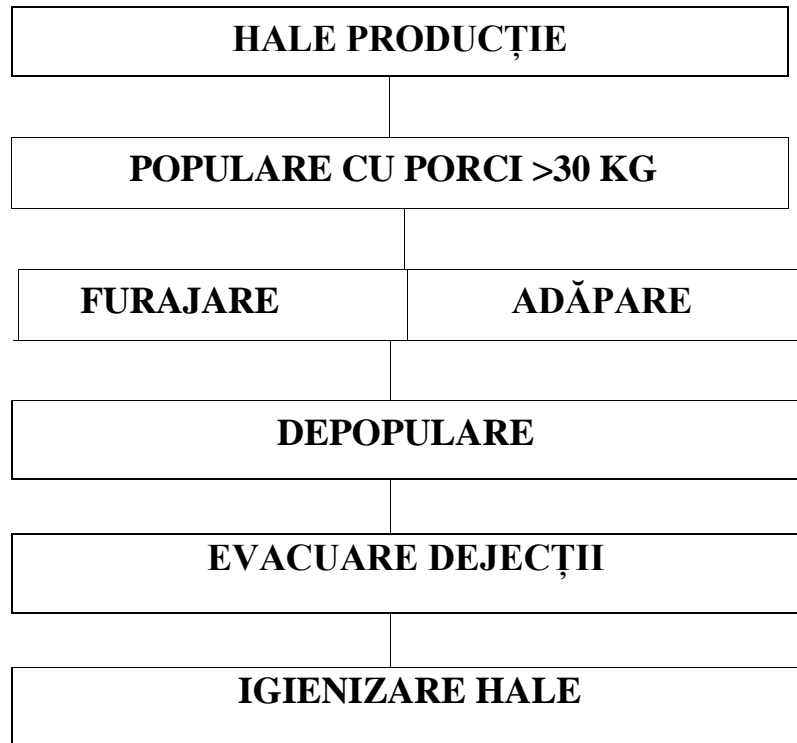 HALE PRODUCȚIE
POPULARE CU PORCI >30 KG
FURAJARE ADĂPARE
DEPOPULARE
EVACUARE DEJECȚII
IGIENIZARE HALE